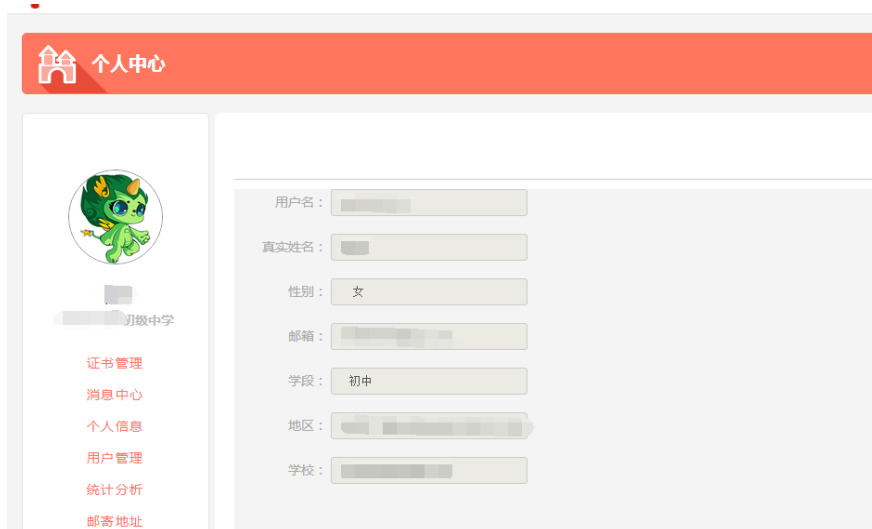 个人中心
初级中学
证书管理
消息中心
个人信息
用户管理
统计分析
邮寄地址
用户名：
真实姓名：
性别： 女
邮箱：
学段： 初中
地区：
学校：